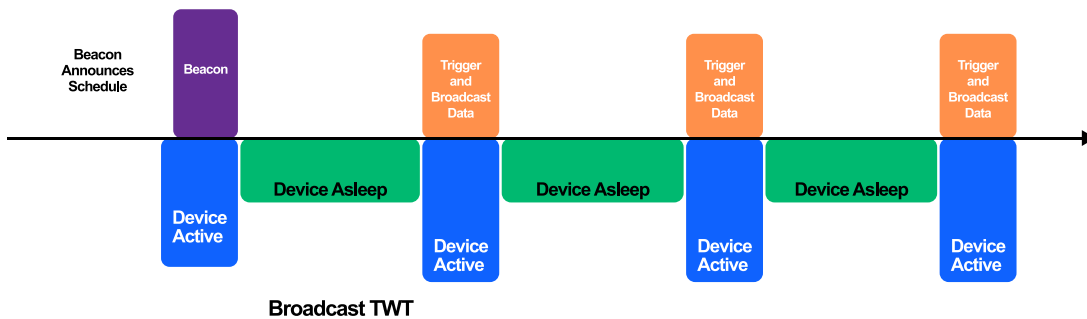 Beacon
Announces
Schedule
Beacon
Trigger
and
Broadcast
Data
Trigger
and
Broadcast
Data
Trigger
and
Broadcast
Data
Device
Active
Device Asleep
Device
Active
Device Asleep
Device
Active
Device Asleep
Device
Active
Broadcast TWT